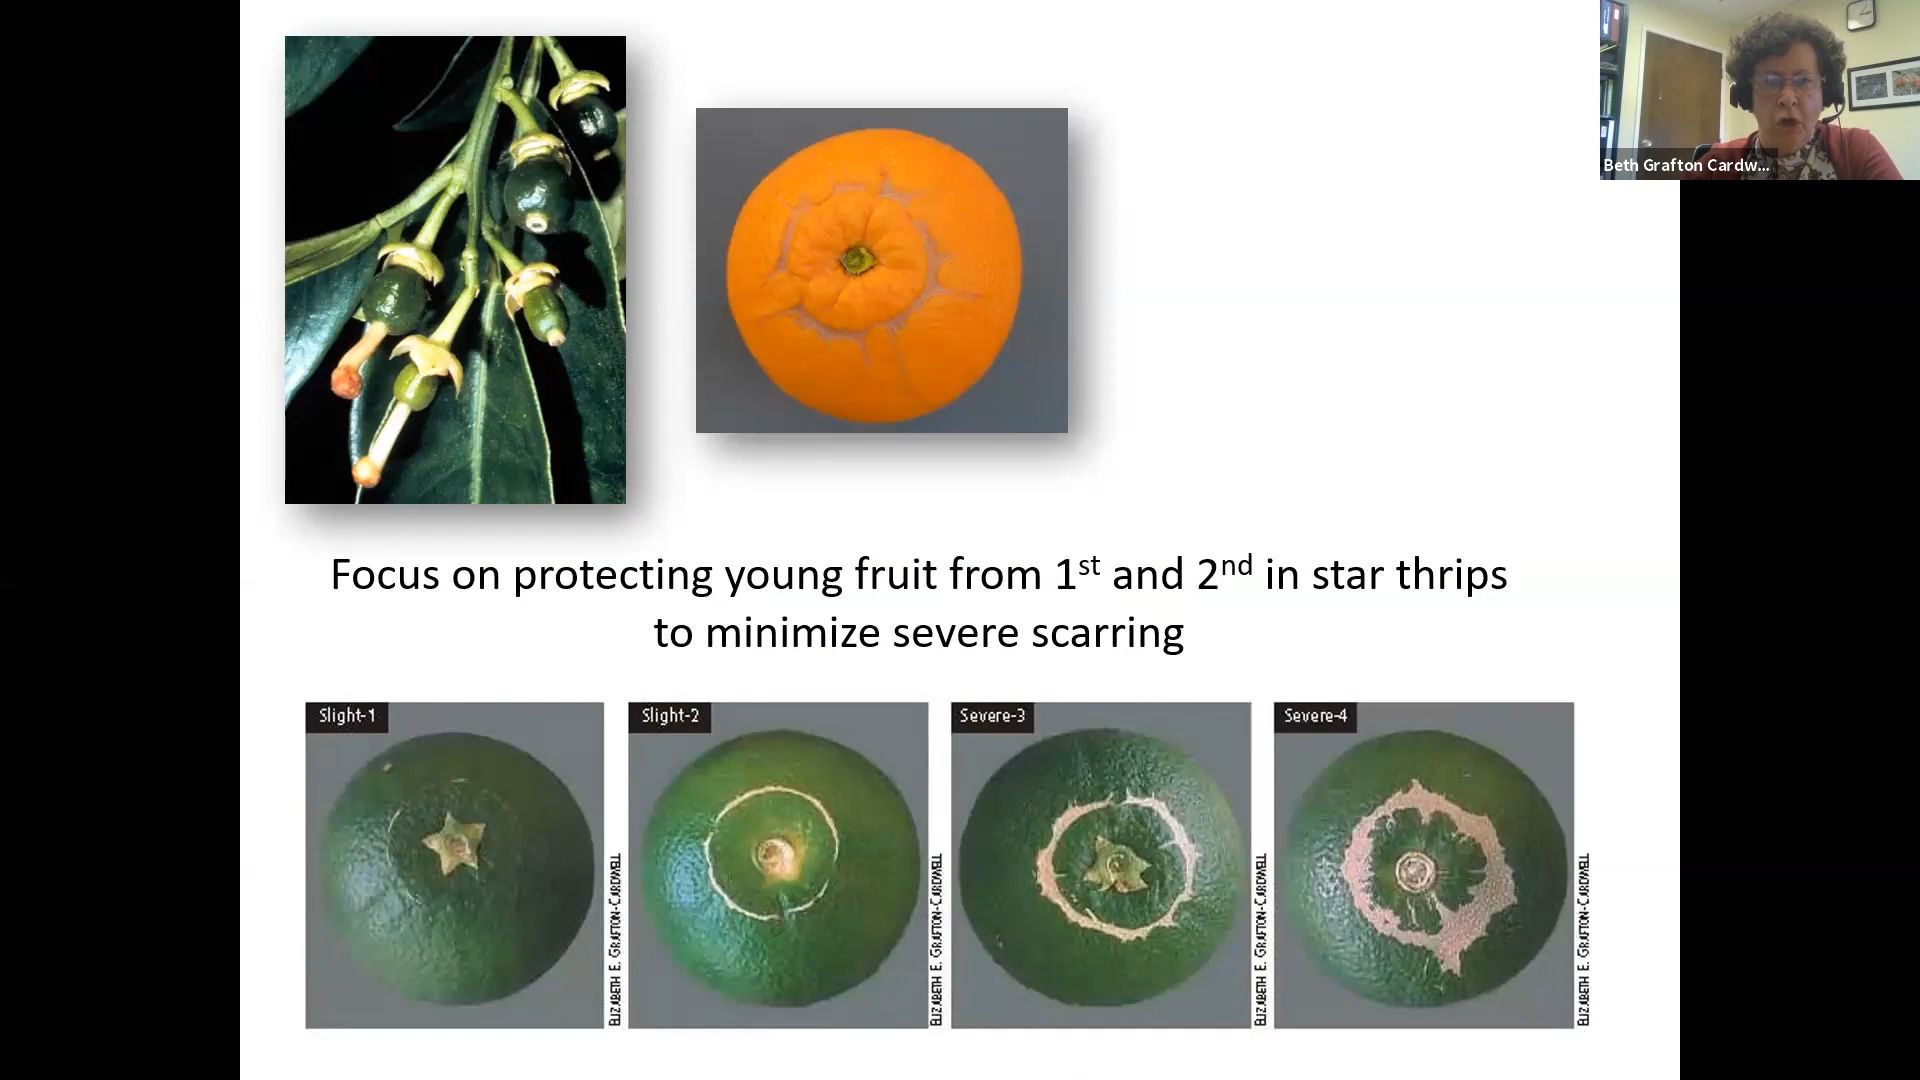 Beth Grafton Cardw...
Focus on protecting young fruit from 1st and 2nd in star thrips
to minimize severe scarring
Slight-1
Slight-2
Severe-3
Severe-4
ELIZABETH E. GRAFTON-CARDWELL
ELIZABETH E. GRAFTON-CARDWELL
ELIZABETH E. GRAFTON-CARDWELL
ELIZABETH E. GRAFTON-CARDWELL